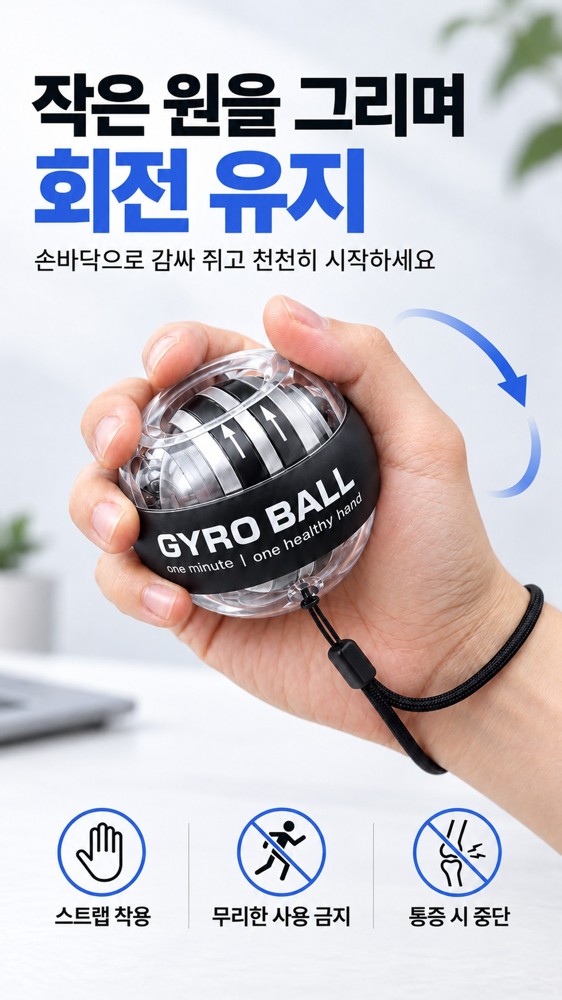 작은 원을 그리며
회전 유지
손바닥으로 감싸 쥐고 천천히 시작하세요
GYRO BALL
one minute | one healthy hand
스트랩 착용
무리한 사용 금지
통증 시 중단